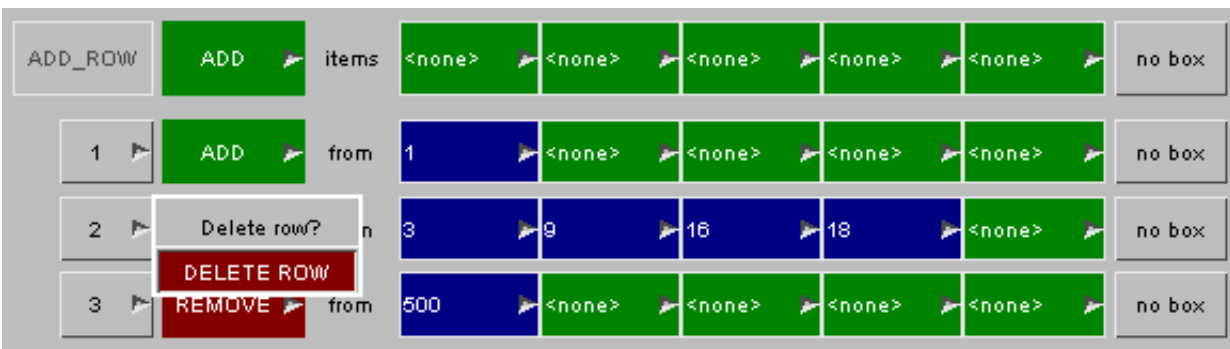 ADD_ROW ADD items <none> <none> <none> <none> <none> no box
1 ADD from 1 <none> <none> <none> <none> no box
2 Delete row? n 3 9 16 18 <none> no box
DELETE ROW
3 REMOVE from 500 <none> <none> <none> <none> no box